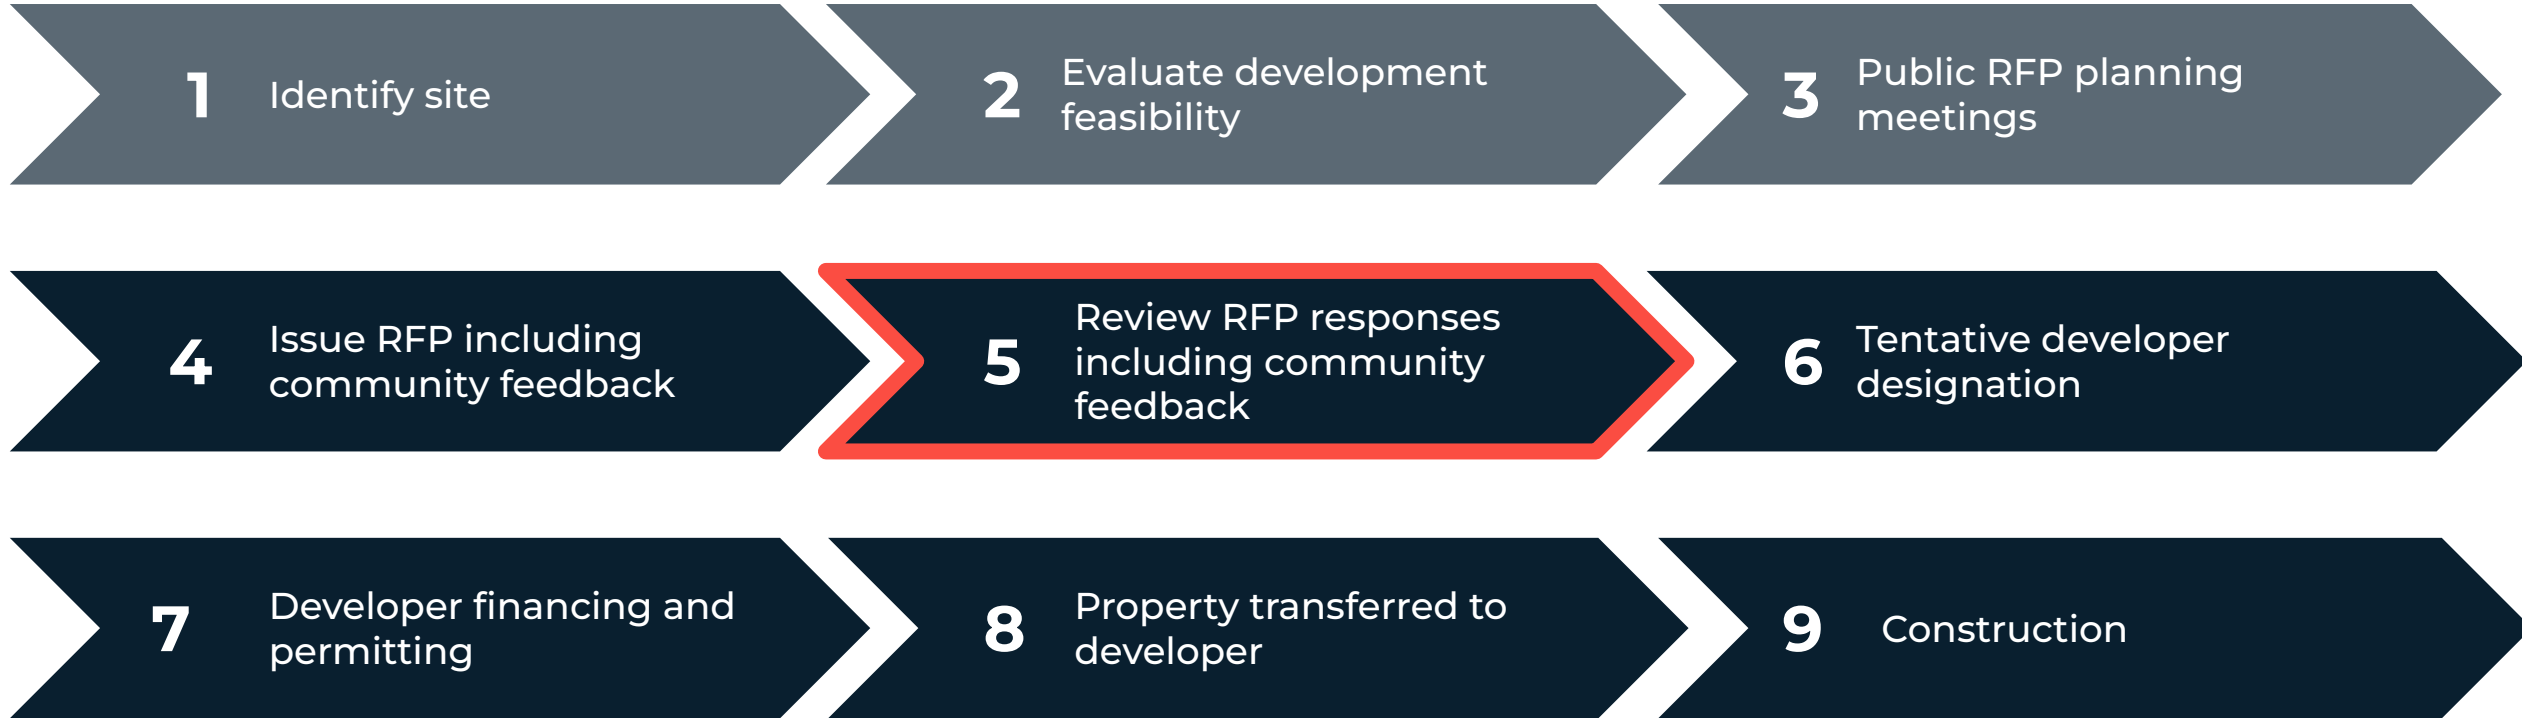 1
Identify site
2
Evaluate development
feasibility
3
Public RFP planning
meetings
4
Issue RFP including
community feedback
5
Review RFP responses
including community
feedback
6
Tentative developer
designation
7
Developer financing and
permitting
8
Property transferred to
developer
9
Construction